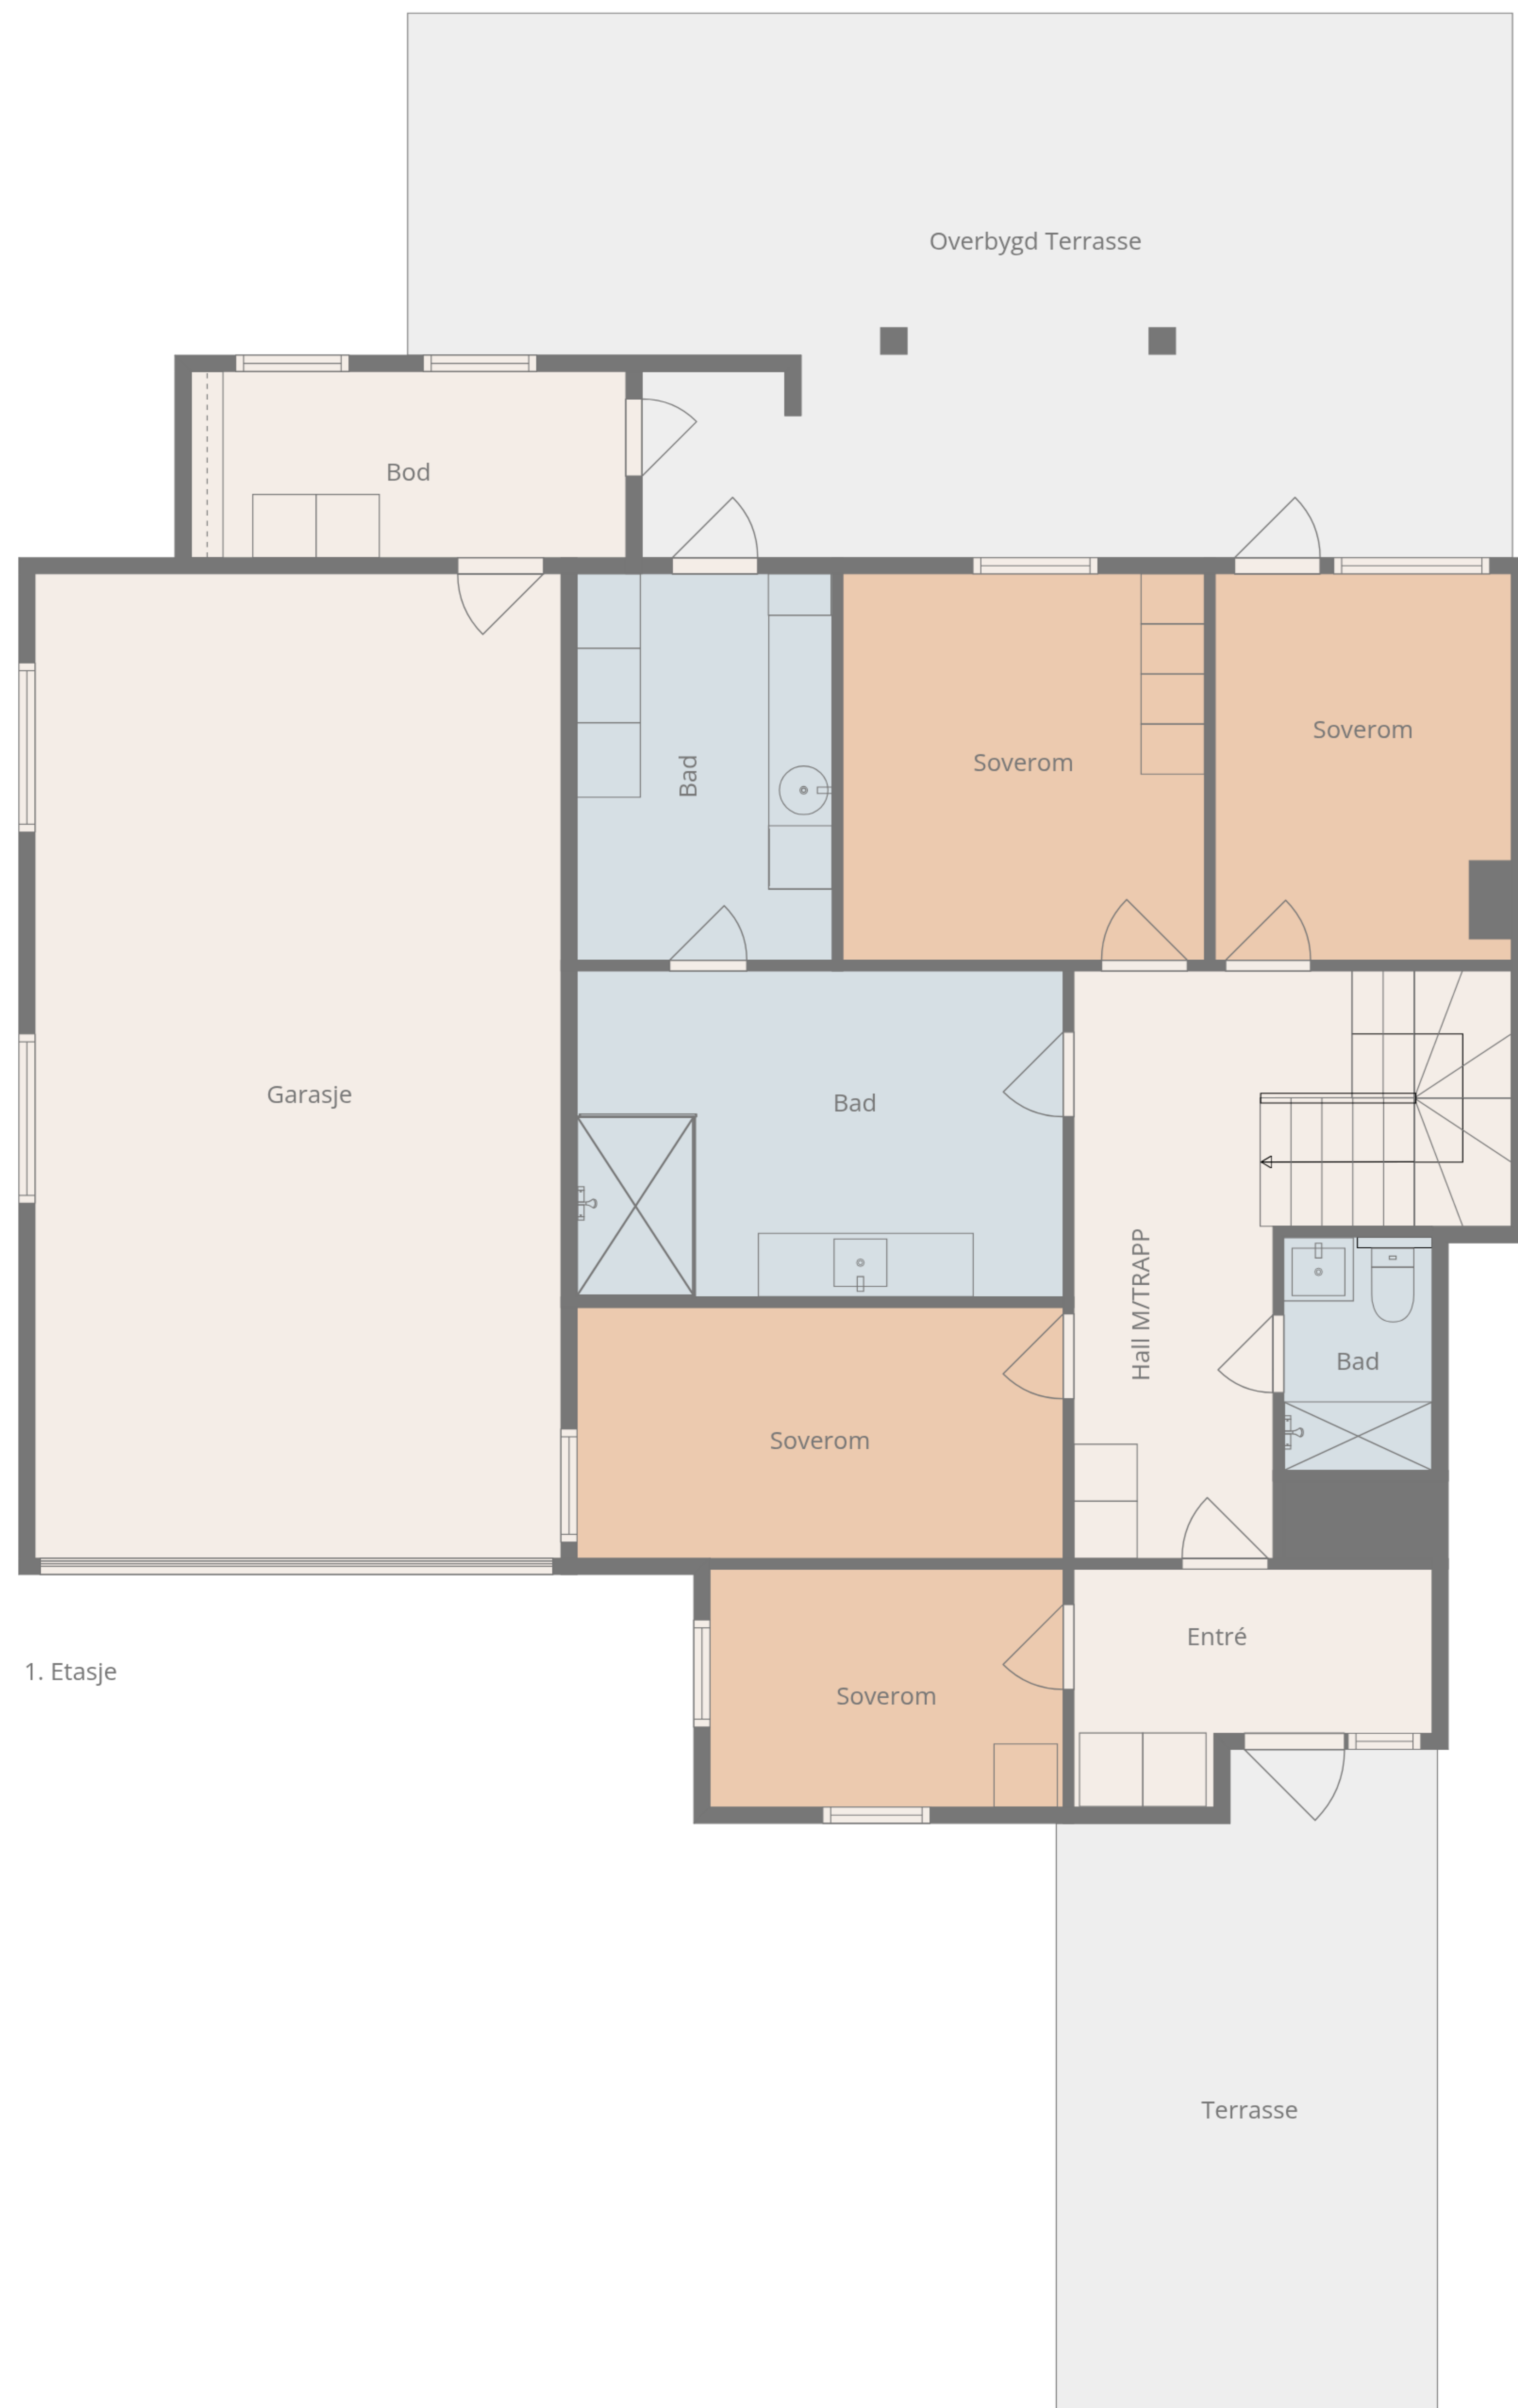 Overbygd Terrasse
Bod
Soverom
Soverom
Bad
Garasje
Bad
Hall M/TRAPP
Bad
Soverom
Entré
1. Etasje
Soverom
Terrasse